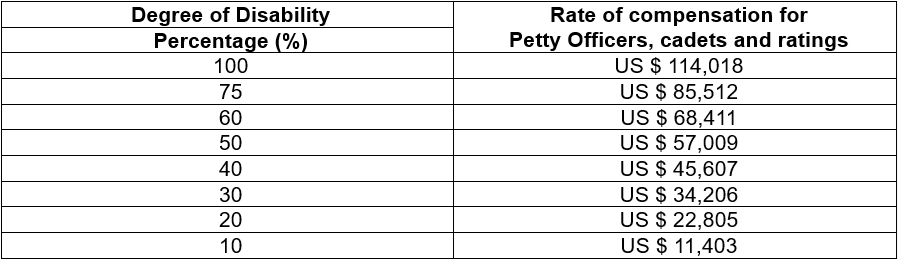 Degree of Disability
Percentage (%)
Rate of compensation for
Petty Officers, cadets and ratings
100 US $ 114,018
75 US $ 85,512
60 US $ 68,411
50 US $ 57,009
40 US $ 45,607
30 US $ 34,206
20 US $ 22,805
10 US $ 11,403